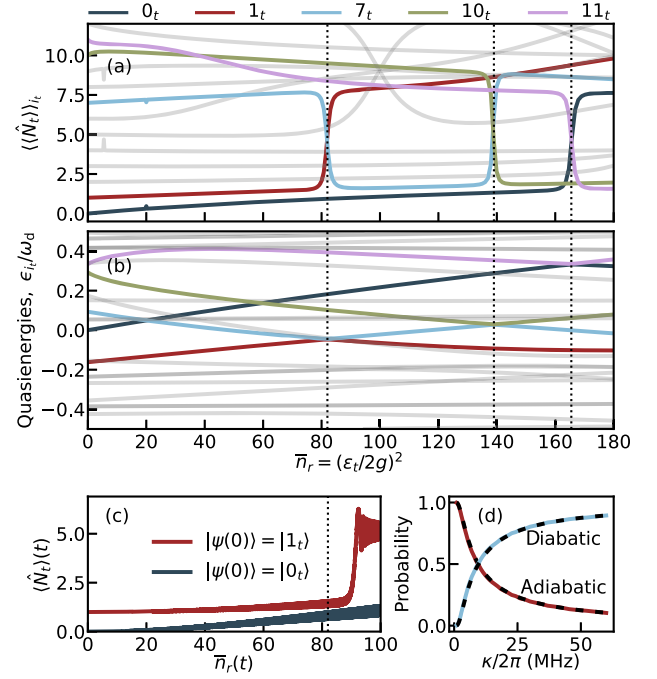 0_t 1_t 7_t 10_t 11_t
(a)
⟨⟨N̂_t⟩⟩_{i_t}
10.0
7.5
5.0
2.5
0.0
(b)
Quasienergies, ϵ_{i_t}/ω_d
0.4
0.2
0.0
−0.2
−0.4
0 20 40 60 80 100 120 140 160 180
n̅_r = (ε_t/2g)²
(c)
⟨N̂_t⟩(t)
5.0
2.5
0.0
|ψ(0)⟩ = |1_t⟩
|ψ(0)⟩ = |0_t⟩
0 20 40 60 80 100
n̅_r(t)
(d)
Probability
1.0
0.5
0.0
Diabatic
Adiabatic
0 25 50
κ/2π (MHz)